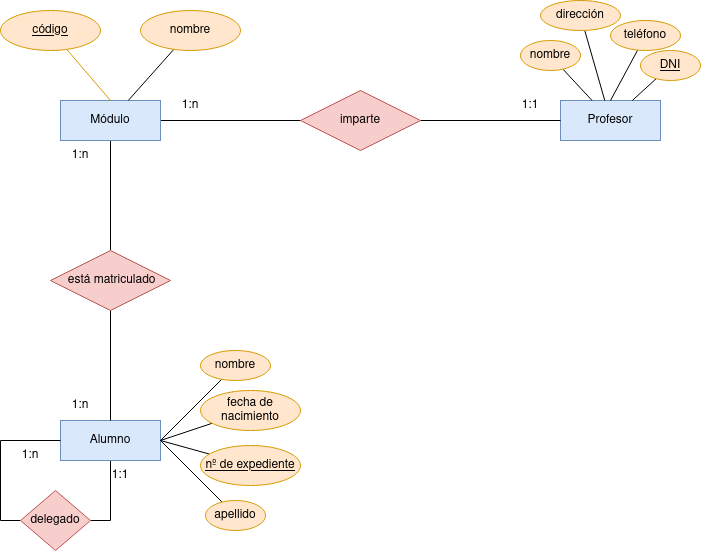 dirección
código
nombre
teléfono
nombre
DNI
1:n
1:1
Módulo
imparte
Profesor
1:n
está matriculado
nombre
fecha de
nacimiento
1:n
Alumno
1:n
nº de expediente
1:1
apellido
delegado